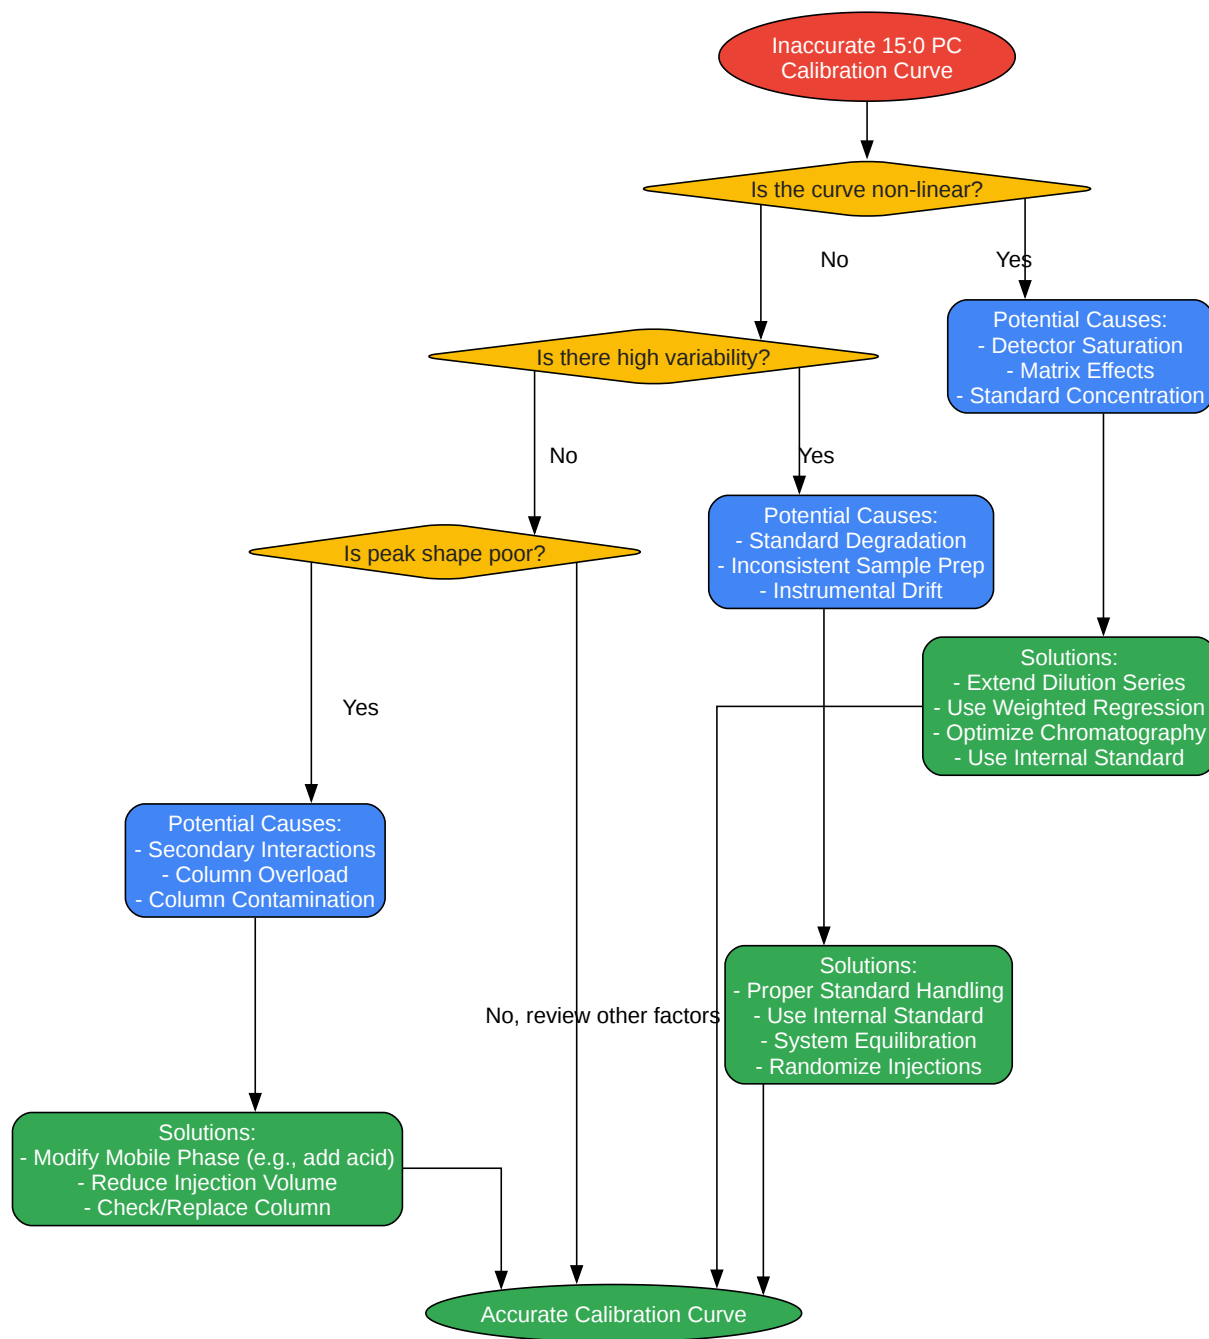 Inaccurate 15:0 PC
Calibration Curve
Is the curve non-linear?
No
Yes
Potential Causes:
- Detector Saturation
- Matrix Effects
- Standard Concentration
Is there high variability?
No
Yes
Potential Causes:
- Standard Degradation
- Inconsistent Sample Prep
- Instrumental Drift
Is peak shape poor?
Solutions:
- Extend Dilution Series
- Use Weighted Regression
- Optimize Chromatography
- Use Internal Standard
Yes
Potential Causes:
- Secondary Interactions
- Column Overload
- Column Contamination
No, review other factors
Solutions:
- Proper Standard Handling
- Use Internal Standard
- System Equilibration
- Randomize Injections
Solutions:
- Modify Mobile Phase (e.g., add acid)
- Reduce Injection Volume
- Check/Replace Column
Accurate Calibration Curve